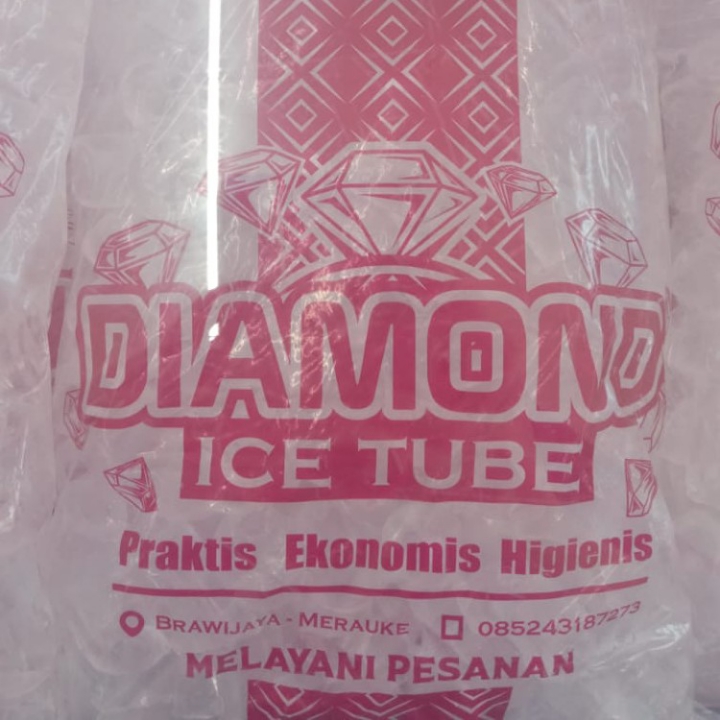 DIAMOND
ICE TUBE
Praktis Ekonomis Higienis
BRAWIJAYA - MERAUKE 085243187273
MELAYANI PESANAN